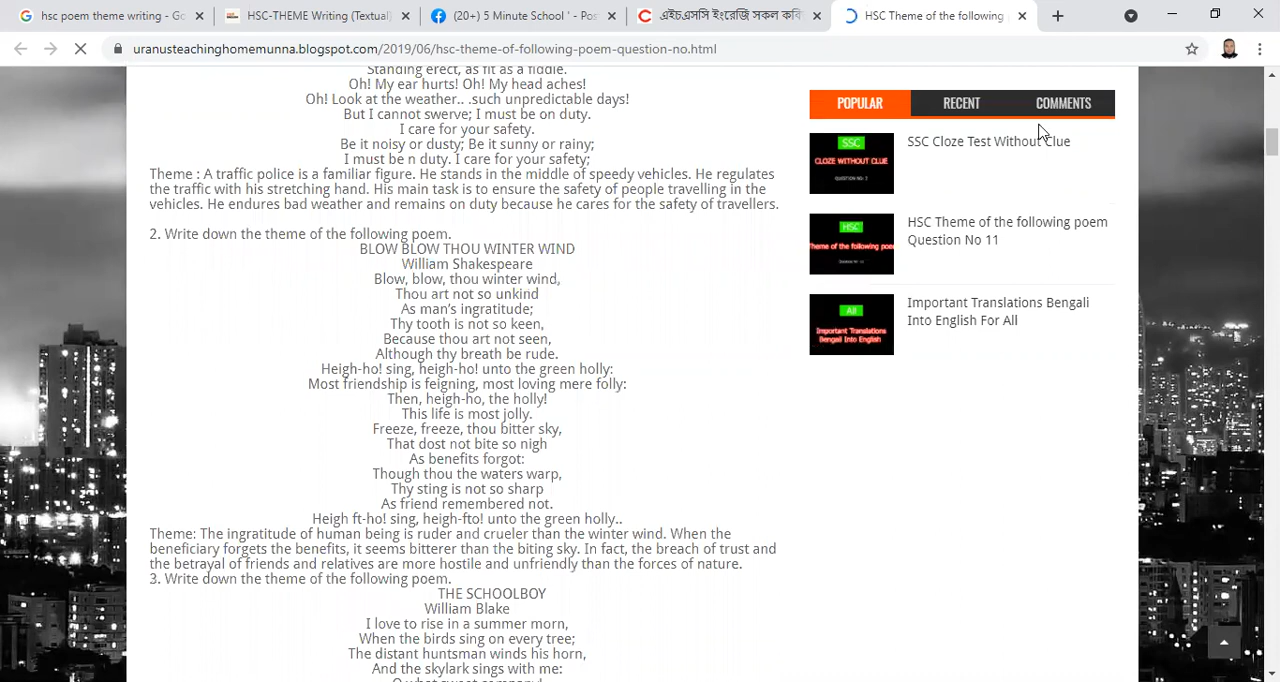 hsc poem theme writing - Go
HSC-THEME Writing (Textual)
(20+) 5 Minute School ' - Pos
এইচএসসি ইংরেজি সকল কবি
HSC Theme of the following
uranusteachinghomemunna.blogspot.com/2019/06/hsc-theme-of-following-poem-question-no.html
Standing erect, as fit as a fiddle.
Oh! My ear hurts! Oh! My head aches!
Oh! Look at the weather.. .such unpredictable days!
But I cannot swerve; I must be on duty.
I care for your safety.
Be it noisy or dusty; Be it sunny or rainy;
I must be n duty. I care for your safety;
Theme : A traffic police is a familiar figure. He stands in the middle of speedy vehicles. He regulates
the traffic with his stretching hand. His main task is to ensure the safety of people travelling in the
vehicles. He endures bad weather and remains on duty because he cares for the safety of travellers.
2. Write down the theme of the following poem.
BLOW BLOW THOU WINTER WIND
William Shakespeare
Blow, blow, thou winter wind,
Thou art not so unkind
As man's ingratitude;
Thy tooth is not so keen,
Because thou art not seen,
Although thy breath be rude.
Heigh-ho! sing, heigh-ho! unto the green holly:
Most friendship is feigning, most loving mere folly:
Then, heigh-ho, the holly!
This life is most jolly.
Freeze, freeze, thou bitter sky,
That dost not bite so nigh
As benefits forgot:
Though thou the waters warp,
Thy sting is not so sharp
As friend remembered not.
Heigh ft-ho! sing, heigh-fto! unto the green holly..
Theme: The ingratitude of human being is ruder and crueler than the winter wind. When the
beneficiary forgets the benefits, it seems bitter than the biting sky. In fact, the breach of trust and
the betrayal of friends and relatives are more hostile and unfriendly than the forces of nature.
3. Write down the theme of the following poem.
THE SCHOOLBOY
William Blake
I love to rise in a summer morn,
When the birds sing on every tree;
The distant huntsman winds his horn,
And the skylark sings with me:
POPULAR
RECENT
COMMENTS
SSC
CLOZE WITHOUT CLUE
QUESTION NO: 2
SSC Cloze Test Without Clue
HSC
Theme of the following poem
HSC Theme of the following poem
Question No 11
All
Important Translations
Bengali Into English
Important Translations Bengali
Into English For All